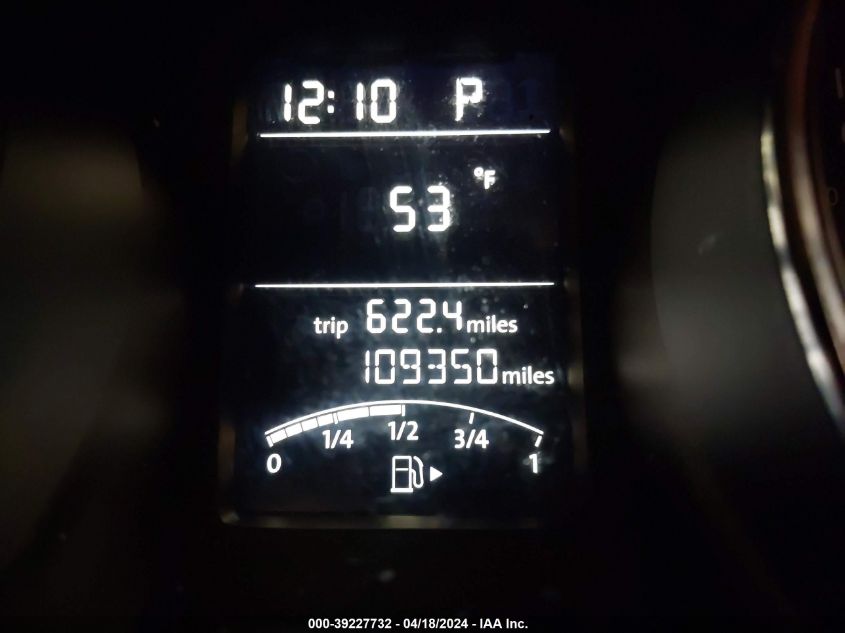 12:10 P
°F
53
trip 622.4 miles
109350 miles
0 1/4 1/2 3/4 1
000-39227732 - 04/18/2024 - IAA Inc.